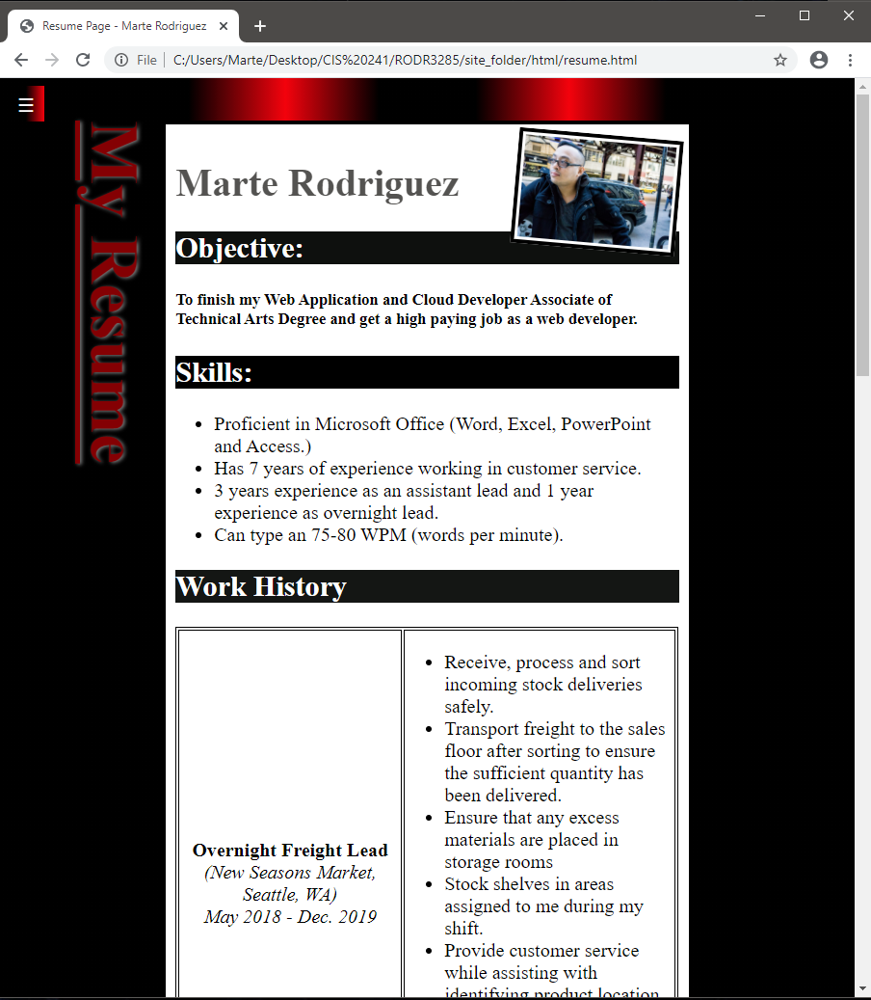 Resume Page - Marte Rodriguez
File | C:/Users/Marte/Desktop/CIS%20241/RODR3285/site_folder/html/resume.html
My Resume
Marte Rodriguez
Objective:
To finish my Web Application and Cloud Developer Associate of
Technical Arts Degree and get a high paying job as a web developer.
Skills:
• Proficient in Microsoft Office (Word, Excel, PowerPoint
and Access.)
• Has 7 years of experience working in customer service.
• 3 years experience as an assistant lead and 1 year
experience as overnight lead.
• Can type an 75-80 WPM (words per minute).
Work History
Overnight Freight Lead
(New Seasons Market,
Seattle, WA)
May 2018 - Dec. 2019
• Receive, process and sort
incoming stock deliveries
safely.
• Transport freight to the sales
floor after sorting to ensure
the sufficient quantity has
been delivered.
• Ensure that any excess
materials are placed in
storage rooms
• Stock shelves in areas
assigned to me during my
shift.
• Provide customer service
while assisting with
identifying product location